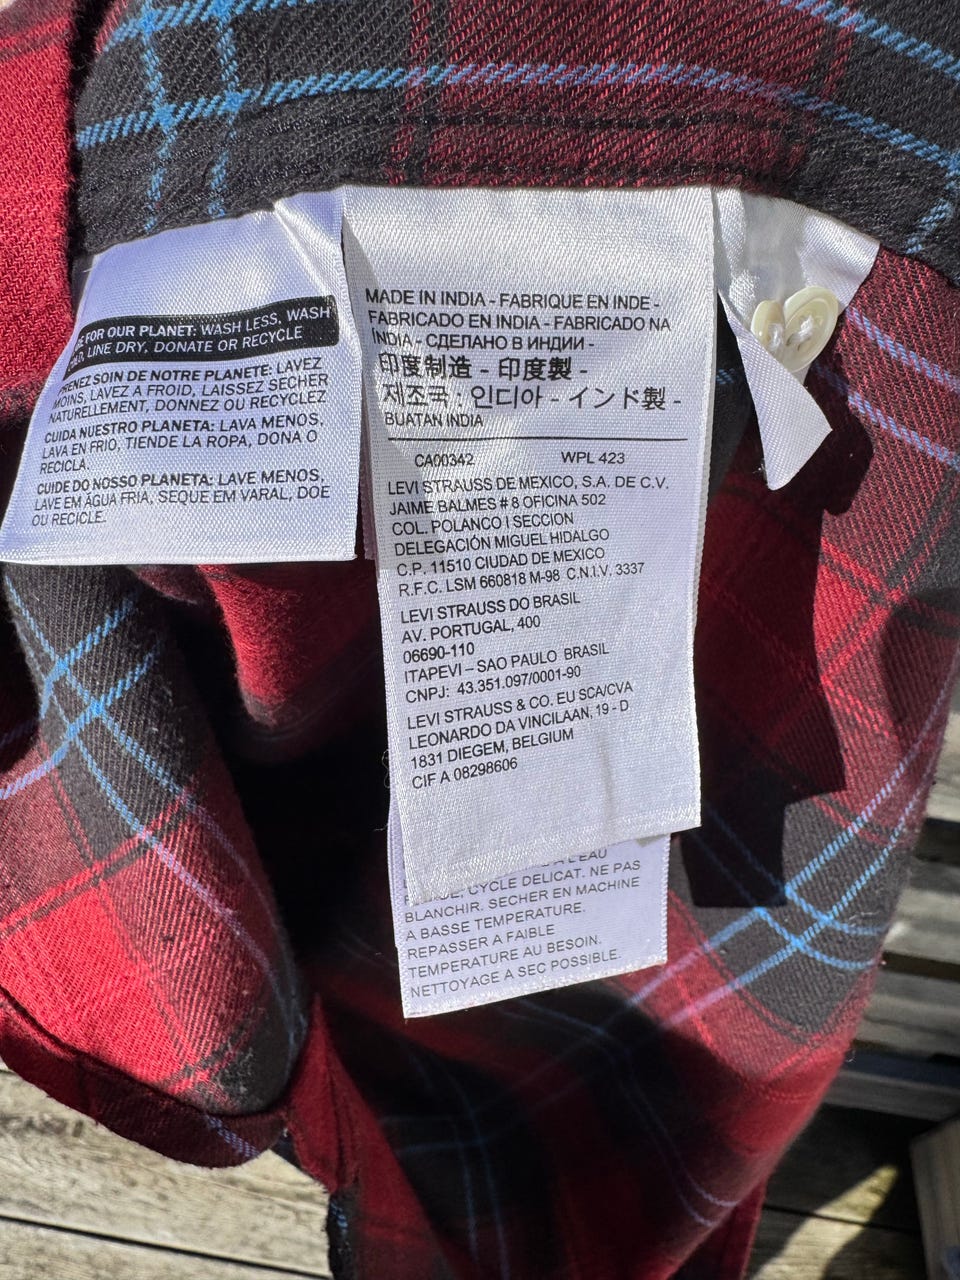 FOR OUR PLANET: WASH LESS, WASH
LINE DRY, DONATE OR RECYCLE
PRENEZ SOIN DE NOTRE PLANETE: LAVEZ
MOINS, LAVEZ A FROID, LAISSEZ SECHER
NATURELLEMENT, DONNEZ OU RECYCLEZ
CUIDA NUESTRO PLANETA: LAVA MENOS,
LAVA EN FRIO, TIENDE LA ROPA, DONA O
RECICLA.
CUIDE DO NOSSO PLANETA: LAVE MENOS,
LAVE EM ÁGUA FRIA, SEQUE EM VARAL, DOE
OU RECICLE.
MADE IN INDIA - FABRIQUE EN INDE -
FABRICADO EN INDIA - FABRICADO NA
ÍNDIA - СДЕЛАНО В ИНДИИ -
印度制造 - 印度製 -
제조국 : 인디아 - インド製 -
BUATAN INDIA
CA00342 WPL 423
LEVI STRAUSS DE MEXICO, S.A. DE C.V.
JAIME BALMES # 8 OFICINA 502
COL. POLANCO I SECCION
DELEGACIÓN MIGUEL HIDALGO
C.P. 11510 CIUDAD DE MEXICO
R.F.C. LSM 660818 M-98 C.N.I.V. 3337
LEVI STRAUSS DO BRASIL
AV. PORTUGAL, 400
06690-110
ITAPEVI – SAO PAULO BRASIL
CNPJ: 43.351.097/0001-90
LEVI STRAUSS & CO. EU SCA/CVA
LEONARDO DA VINCILAAN, 19 - D
1831 DIEGEM, BELGIUM
CIF A 08298606
A L'EAU
CYCLE DELICAT. NE PAS
BLANCHIR. SECHER EN MACHINE
A BASSE TEMPERATURE.
REPASSER A FAIBLE
TEMPERATURE AU BESOIN.
NETTOYAGE A SEC POSSIBLE.